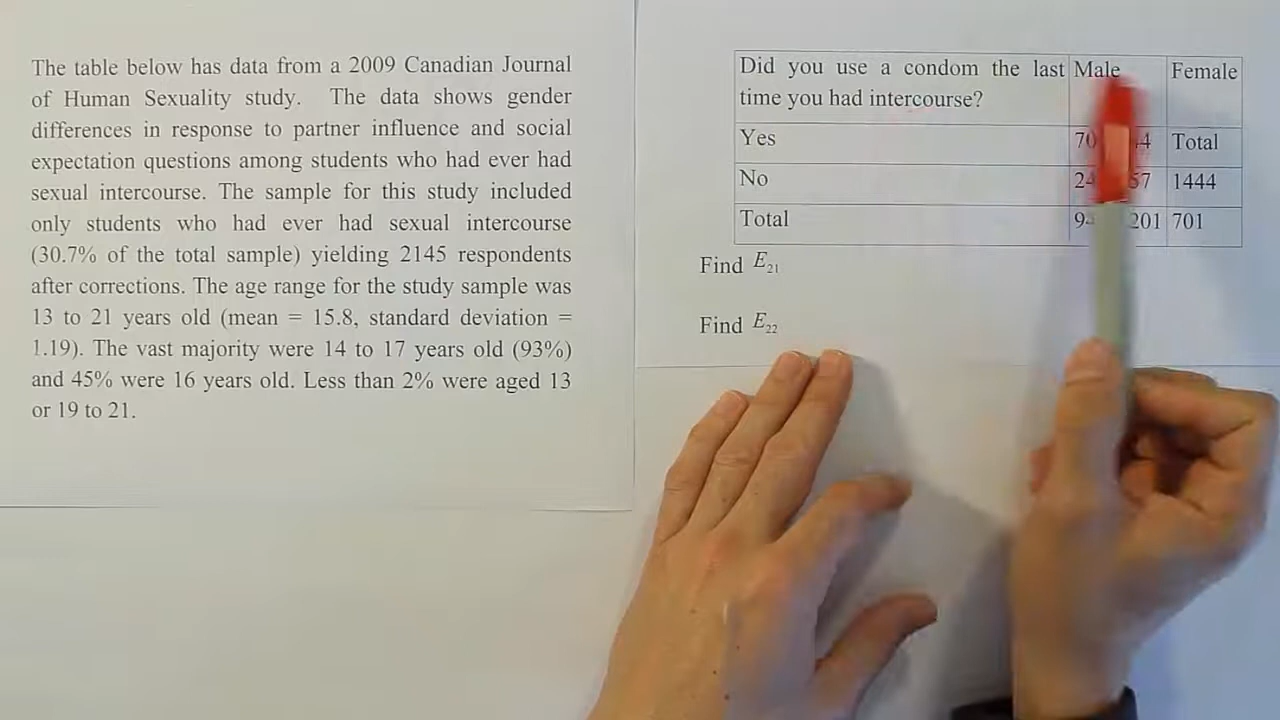 The table below has data from a 2009 Canadian Journal
of Human Sexuality study. The data shows gender
differences in response to partner influence and social
expectation questions among students who had ever had
sexual intercourse. The sample for this study included
only students who had ever had sexual intercourse
(30.7% of the total sample) yielding 2145 respondents
after corrections. The age range for the study sample was
13 to 21 years old (mean = 15.8, standard deviation =
1.19). The vast majority were 14 to 17 years old (93%)
and 45% were 16 years old. Less than 2% were aged 13
or 19 to 21.
Did you use a condom the last Male Female
time you had intercourse?
Yes Total
No 1444
Total 701
Find E21
Find E22